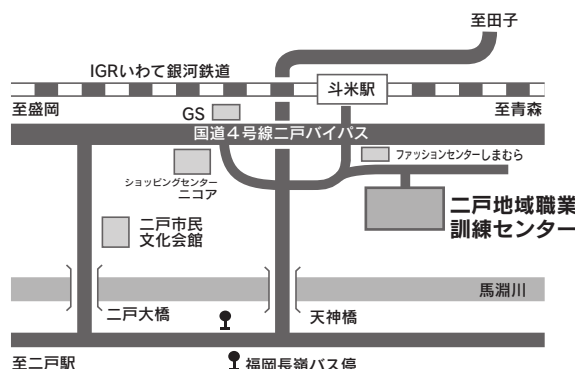 至田子
IGRいわて銀河鉄道
斗米駅
至盛岡
GS
至青森
国道4号線二戸バイパス
ファッションセンターしまむら
ショッピングセンター
ニコア
二戸地域職業
訓練センター
二戸市民
文化会館
馬淵川
二戸大橋
天神橋
至二戸駅
福岡長嶺バス停